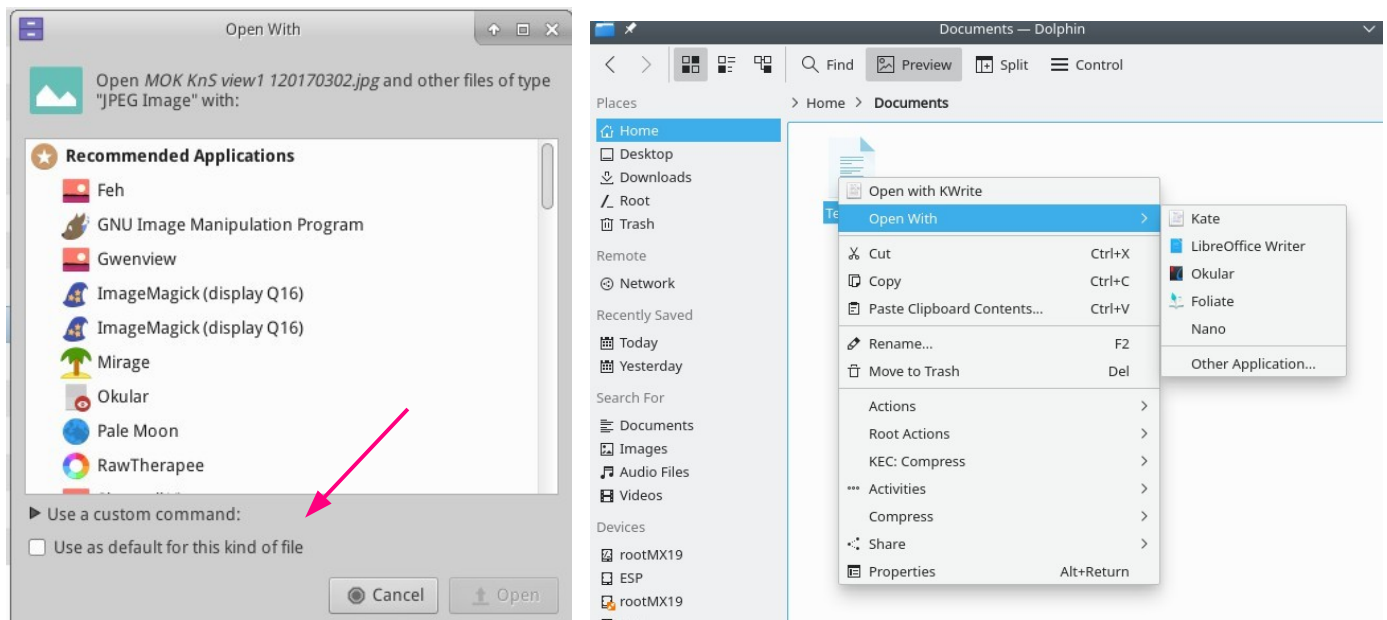 Open With
Open MOK KnS view1 120170302.jpg and other files of type
"JPEG Image" with:
Recommended Applications
Feh
GNU Image Manipulation Program
Gwenview
ImageMagick (display Q16)
ImageMagick (display Q16)
Mirage
Okular
Pale Moon
RawTherapee
Use a custom command:
Use as default for this kind of file
Cancel
Open
Documents — Dolphin
Find
Preview
Split
Control
Places
Home
Desktop
Downloads
Root
Trash
Remote
Network
Recently Saved
Today
Yesterday
Search For
Documents
Images
Audio Files
Videos
Devices
rootMX19
ESP
rootMX19
> Home > Documents
Open with KWrite
Open With
Cut Ctrl+X
Copy Ctrl+C
Paste Clipboard Contents... Ctrl+V
Rename... F2
Move to Trash Del
Actions
Root Actions
KEC: Compress
Activities
Compress
Share
Properties Alt+Return
Kate
LibreOffice Writer
Okular
Foliate
Nano
Other Application...